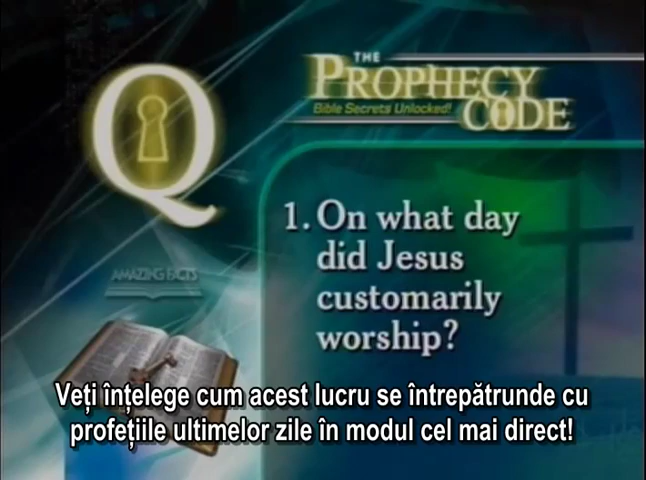 THE
PROPHECY
Bible Secrets Unlocked!
CODE
Q
1. On what day
did Jesus
customarily
worship?
AMAZING FACTS
Veți înțelege cum acest lucru se întrepătrunde cu
profețiile ultimelor zile în modul cel mai direct!